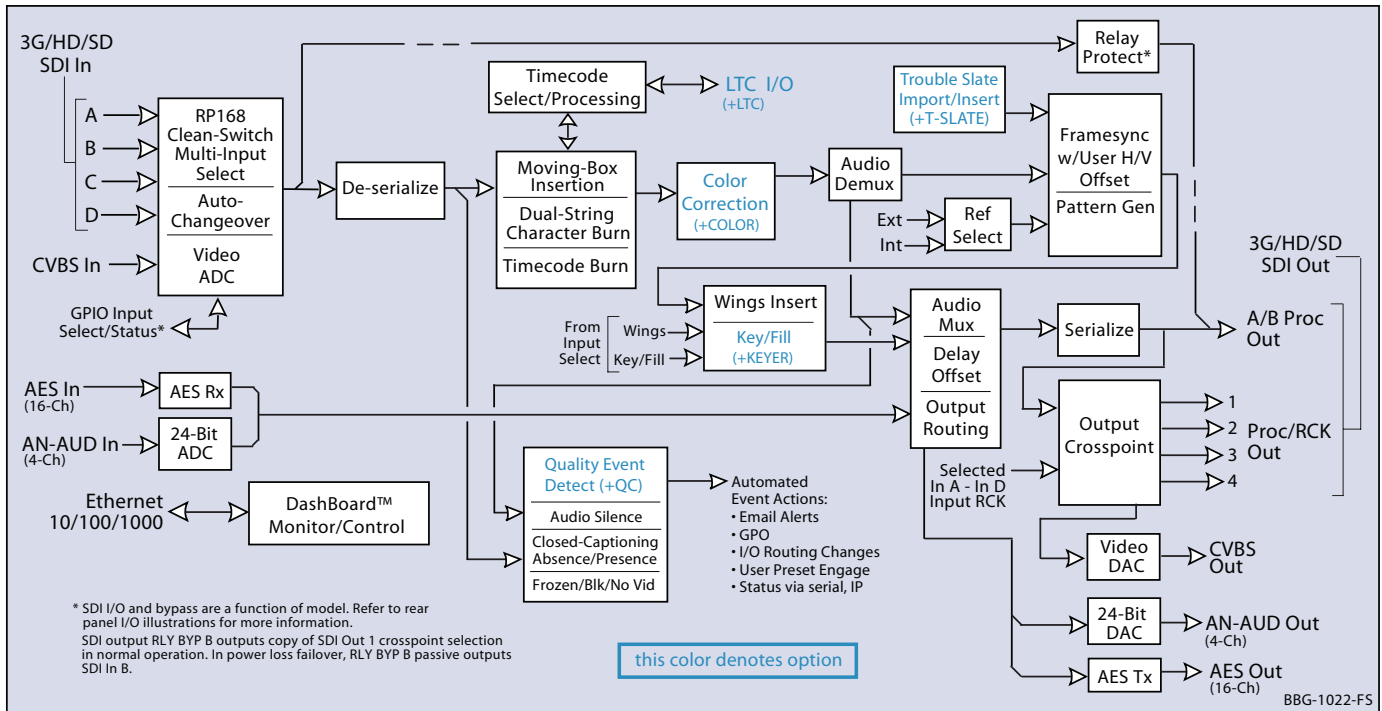 3G/HD/SD
SDI In
A
B
C
D
CVBS In
GPIO Input
Select/Status*
RP168
Clean-Switch
Multi-Input
Select
Auto-
Changeover
Video
ADC
De-serialize
Timecode
Select/Processing
LTC I/O
(+LTC)
Moving-Box
Insertion
Dual-String
Character Burn
Timecode Burn
Color
Correction
(+COLOR)
Audio
Demux
Trouble Slate
Import/Insert
(+T-SLATE)
Ext
Int
Ref
Select
Framesync
w/User H/V
Offset
Pattern Gen
Relay
Protect*
3G/HD/SD
SDI Out
From
Input
Select
Wings
Key/Fill
Wings Insert
Key/Fill
(+KEYER)
Audio
Mux
Delay
Offset
Output
Routing
Serialize
A/B Proc
Out
AES In
(16-Ch)
AES Rx
AN-AUD In
(4-Ch)
24-Bit
ADC
Output
Crosspoint
1
2
3
4
Proc/RCK
Out
Selected
In A - In D
Input RCK
Ethernet
10/100/1000
DashBoard™
Monitor/Control
Quality Event
Detect (+QC)
Audio Silence
Closed-Captioning
Absence/Presence
Frozen/Blk/No Vid
Automated
Event Actions:
• Email Alerts
• GPO
• I/O Routing Changes
• User Preset Engage
• Status via serial, IP
Video
DAC
CVBS
Out
24-Bit
DAC
AN-AUD Out
(4-Ch)
AES Tx
AES Out
(16-Ch)
* SDI I/O and bypass are a function of model. Refer to rear
panel I/O illustrations for more information.
SDI output RLY BYP B outputs copy of SDI Out 1 crosspoint selection
in normal operation. In power loss failover, RLY BYP B passive outputs
SDI In B.
this color denotes option
BBG-1022-FS